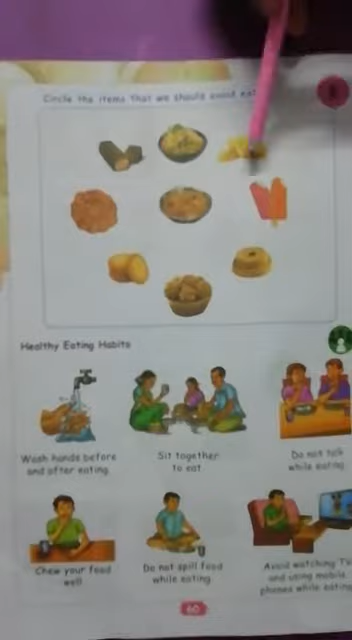 Circle the items that we should avoid
Healthy Eating Habits
Wash hands before
and after eating.
Sit together
to eat
Do not talk
while eating
Chew your food
well
Do not spill food
while eating
Avoid watching TV
and using mobile
phones while eating
60